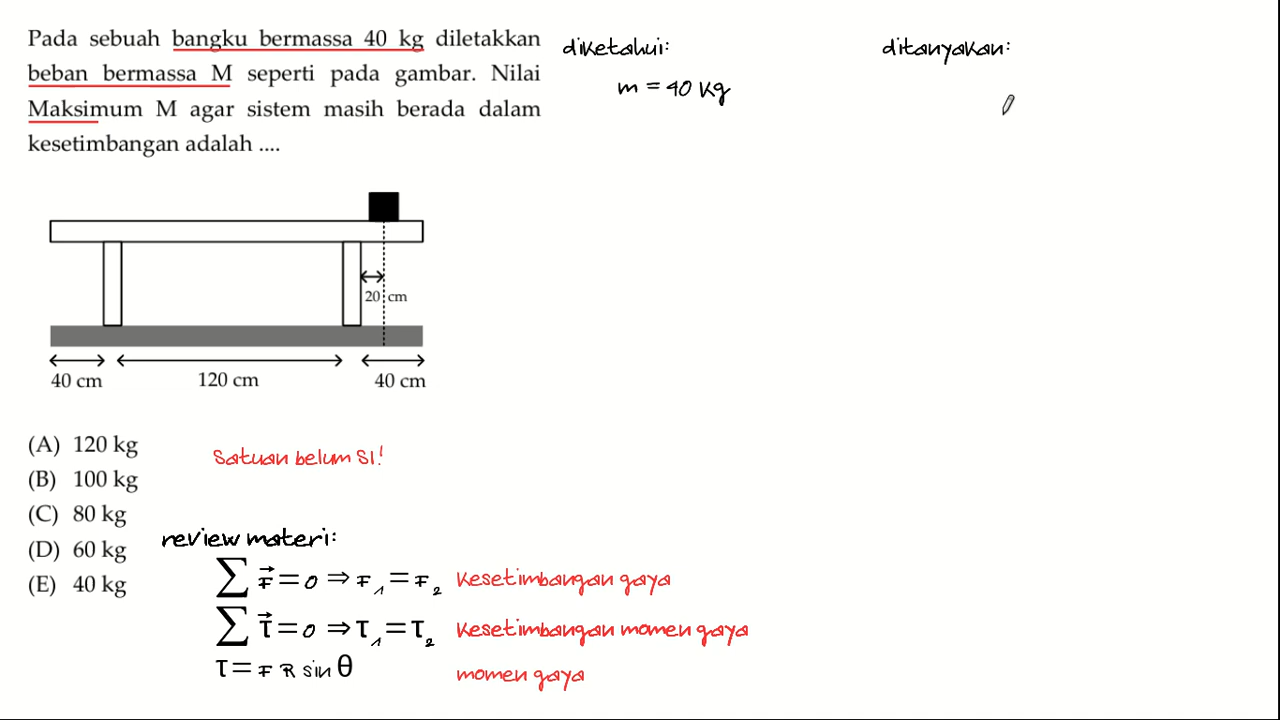 Pada sebuah bangku bermassa 40 kg diletakkan
beban bermassa M seperti pada gambar. Nilai
Maksimum M agar sistem masih berada dalam
kesetimbangan adalah ....
20 cm
40 cm
120 cm
40 cm
(A) 120 kg
(B) 100 kg
(C) 80 kg
(D) 60 kg
(E) 40 kg
diketahui:
m = 40 kg
ditanyakan:
Satuan belum SI!
review materi:
∑ F⃗ = 0 ⇒ F₁ = F₂ Kesetimbangan gaya
∑ τ⃗ = 0 ⇒ τ₁ = τ₂ Kesetimbangan momen gaya
τ = F R sin θ momen gaya